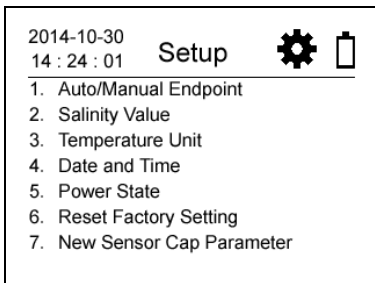 2014-10-30
14 : 24 : 01
Setup
1. Auto/Manual Endpoint
2. Salinity Value
3. Temperature Unit
4. Date and Time
5. Power State
6. Reset Factory Setting
7. New Sensor Cap Parameter